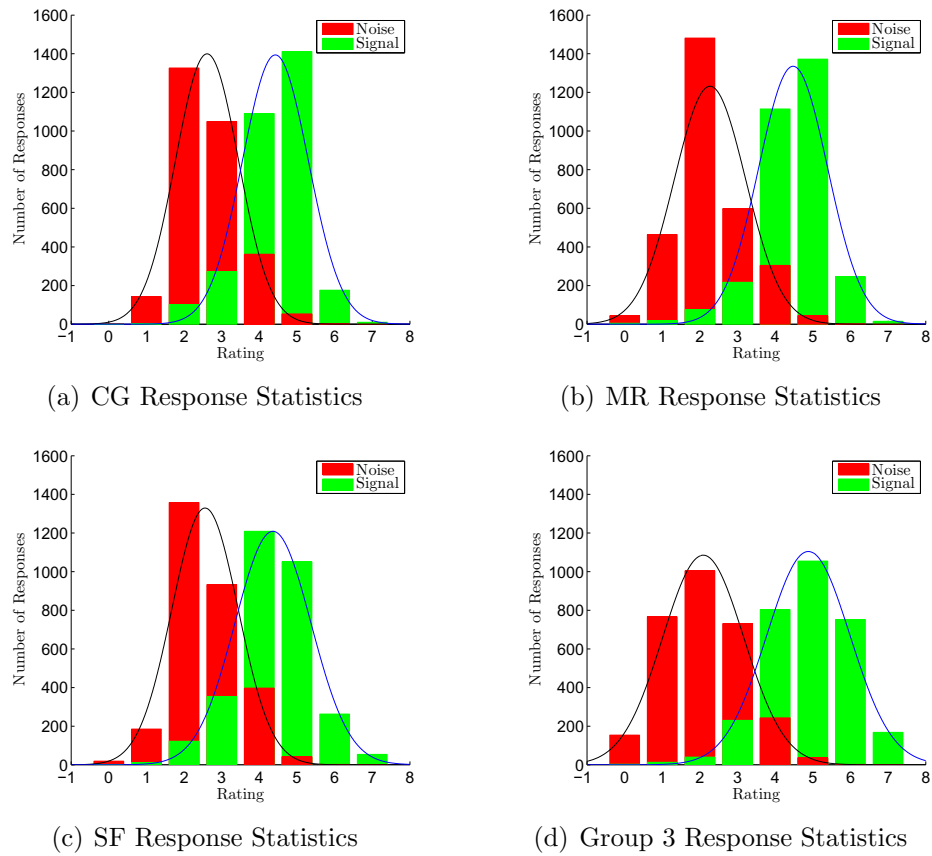 1600
1400
1200
1000
800
600
400
200
0
Number of Responses
−1 0 1 2 3 4 5 6 7 8
Rating
Noise
Signal
(a) CG Response Statistics
1600
1400
1200
1000
800
600
400
200
0
Number of Responses
−1 0 1 2 3 4 5 6 7 8
Rating
Noise
Signal
(b) MR Response Statistics
1600
1400
1200
1000
800
600
400
200
0
Number of Responses
−1 0 1 2 3 4 5 6 7 8
Rating
Noise
Signal
(c) SF Response Statistics
1600
1400
1200
1000
800
600
400
200
0
Number of Responses
−1 0 1 2 3 4 5 6 7 8
Rating
Noise
Signal
(d) Group 3 Response Statistics